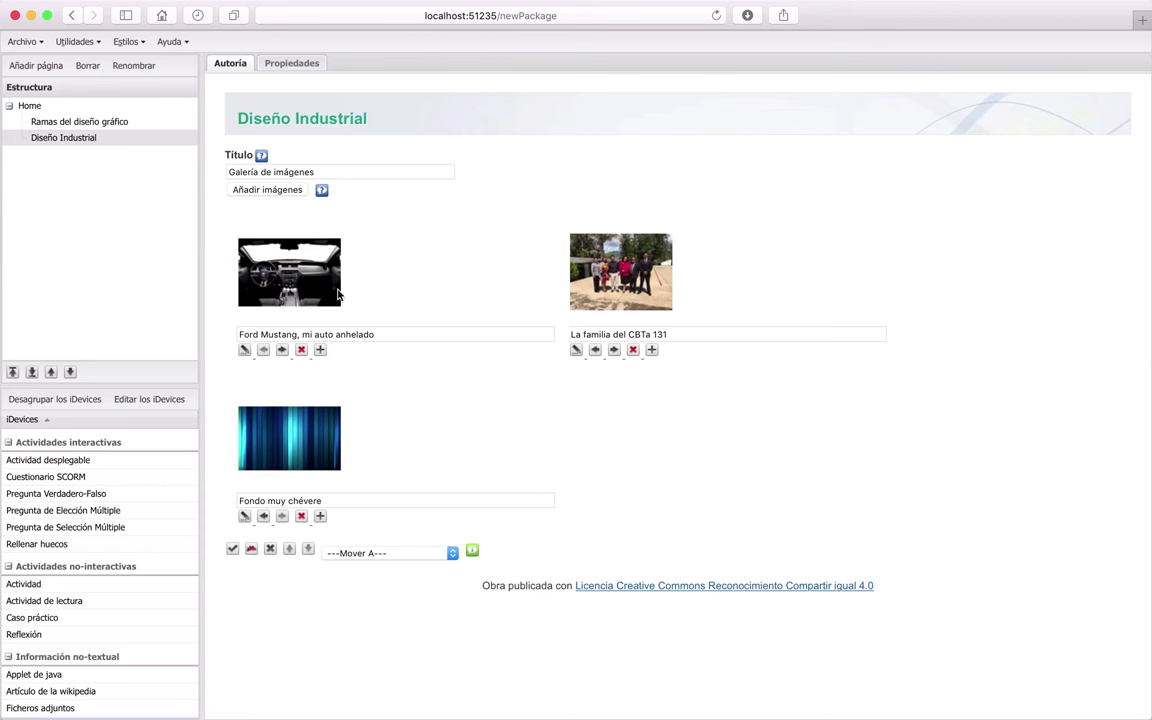 localhost:51235/newPackage
Archivo Utilidades Estilos Ayuda
Añadir página Borrar Renombrar
Estructura
Home
Ramas del diseño gráfico
Diseño Industrial
Desagrupar los iDevices Editar los iDevices
iDevices
Actividades interactivas
Actividad desplegable
Cuestionario SCORM
Pregunta Verdadero-Falso
Pregunta de Elección Múltiple
Pregunta de Selección Múltiple
Rellenar huecos
Actividades no-interactivas
Actividad
Actividad de lectura
Caso práctico
Reflexión
Información no-textual
Applet de java
Artículo de la wikipedia
Ficheros adjuntos
Autoría Propiedades
Diseño Industrial
Título
Galería de imágenes
Añadir imágenes
Ford Mustang, mi auto anhelado
La familia del CBTa 131
Fondo muy chévere
---Mover A---
Obra publicada con Licencia Creative Commons Reconocimiento Compartir igual 4.0